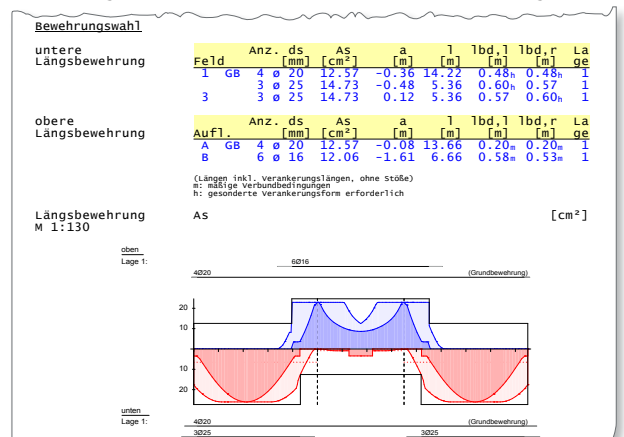 Bewehrungswahl
untere Anz. ds As a l lbd,l lbd,r La
Längsbewehrung Feld [mm] [cm²] [m] [m] [m] [m] ge
1 GB 4 ø 20 12.57 -0.36 14.22 0.48h 0.48h 1
3 ø 25 14.73 -0.48 5.36 0.60h 0.57 1
3 3 ø 25 14.73 0.12 5.36 0.57 0.60h 1
obere Anz. ds As a l lbd,l lbd,r La
Längsbewehrung Aufl. [mm] [cm²] [m] [m] [m] [m] ge
A GB 4 ø 20 12.57 -0.08 13.66 0.20m 0.20m 1
B 6 ø 16 12.06 -1.61 6.66 0.58m 0.53m 1
(Längen inkl. Verankerungslängen, ohne Stöße)
m: mäßige Verbundbedingungen
h: gesonderte Verankerungsform erforderlich
Längsbewehrung As [cm²]
M 1:130
oben
Lage 1: 6Ø16
4Ø20 (Grundbewehrung)
20
10
10
20
unten
Lage 1: 4Ø20 (Grundbewehrung)
3Ø25 3Ø25